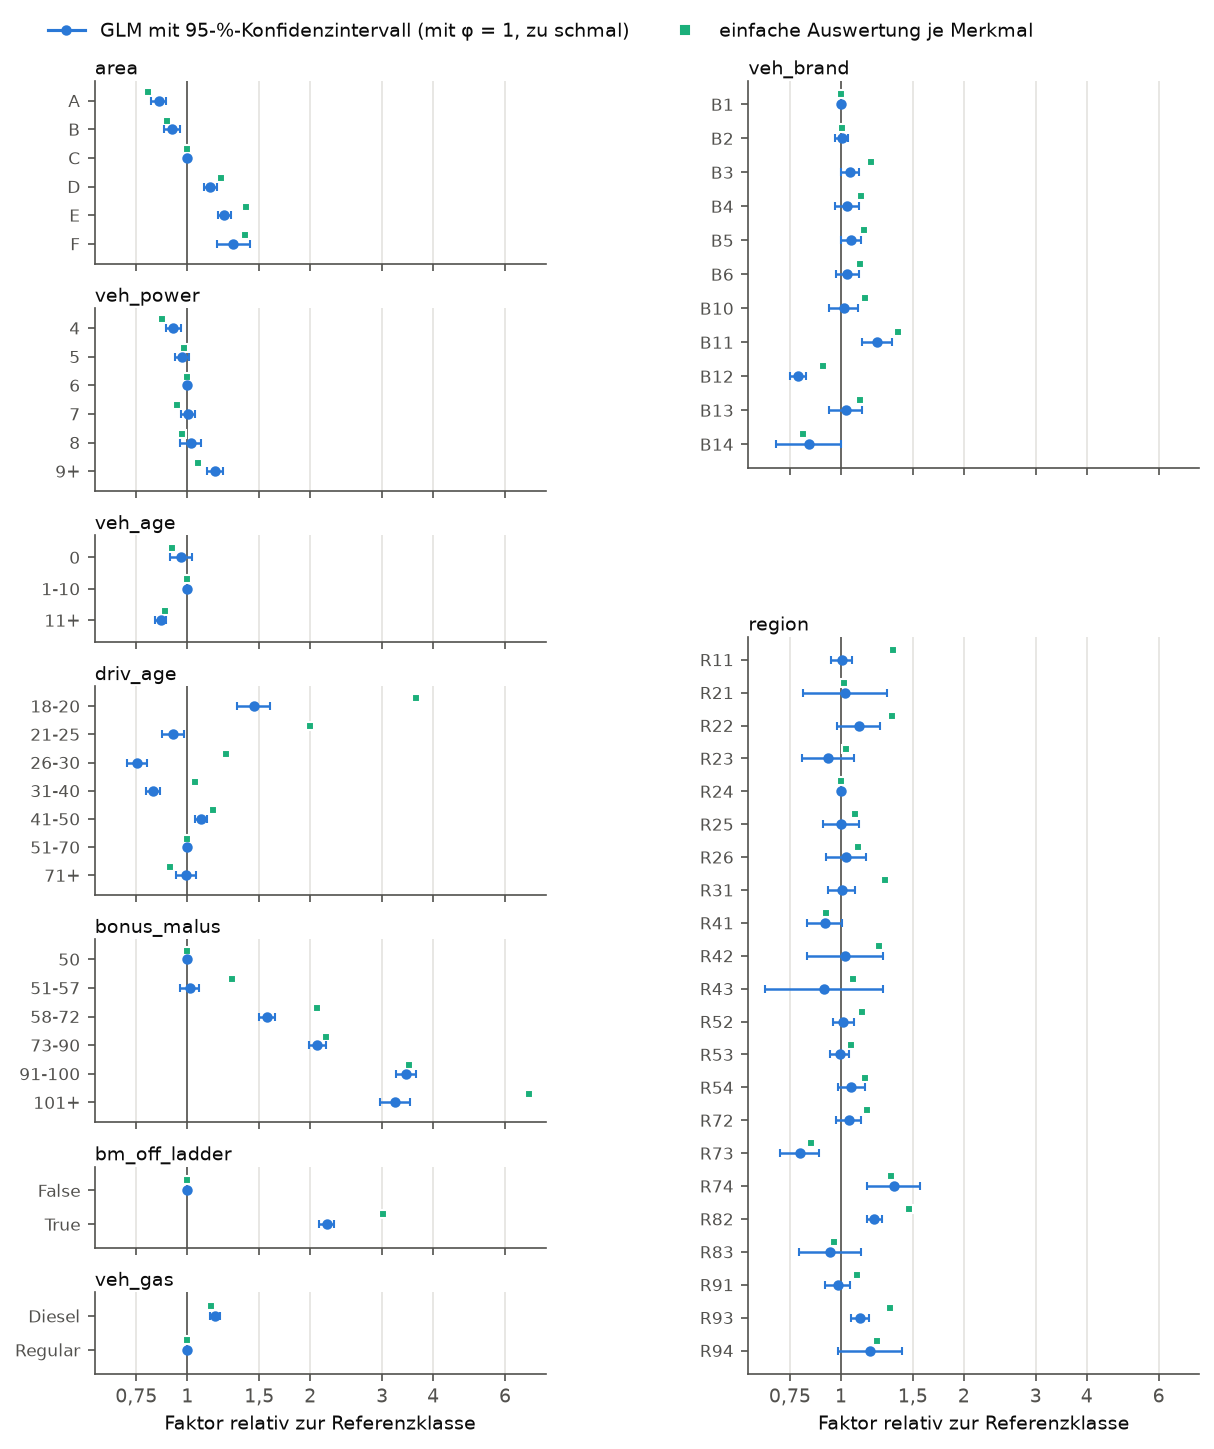 GLM mit 95-%-Konfidenzintervall (mit φ = 1, zu schmal)
einfache Auswertung je Merkmal
area
A
B
C
D
E
F
veh_power
4
5
6
7
8
9+
veh_age
0
1-10
11+
driv_age
18-20
21-25
26-30
31-40
41-50
51-70
71+
bonus_malus
50
51-57
58-72
73-90
91-100
101+
bm_off_ladder
False
True
veh_gas
Diesel
Regular
0,75 1 1,5 2 3 4 6
Faktor relativ zur Referenzklasse
veh_brand
B1
B2
B3
B4
B5
B6
B10
B11
B12
B13
B14
region
R11
R21
R22
R23
R24
R25
R26
R31
R41
R42
R43
R52
R53
R54
R72
R73
R74
R82
R83
R91
R93
R94
0,75 1 1,5 2 3 4 6
Faktor relativ zur Referenzklasse